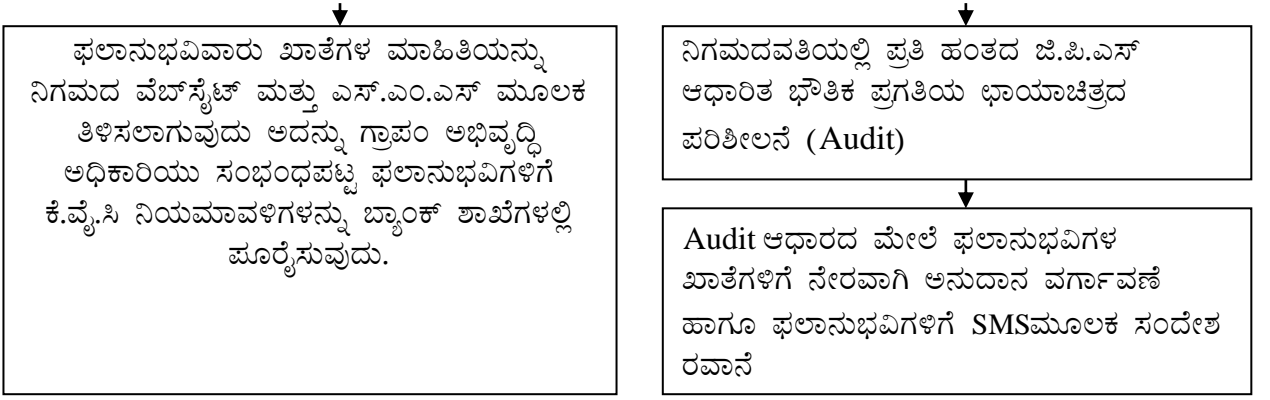 ಫಲಾನುಭವಿವಾರು ಖಾತೆಗಳ ಮಾಹಿತಿಯನ್ನು
ನಿಗಮದ ವೆಬ್‌ಸೈಟ್ ಮತ್ತು ಎಸ್.ಎಂ.ಎಸ್ ಮೂಲಕ
ತಿಳಿಸಲಾಗುವುದು ಅದನ್ನು ಗ್ರಾಪಂ ಅಭಿವೃದ್ಧಿ
ಅಧಿಕಾರಿಯು ಸಂಭಂಧಪಟ್ಟ ಫಲಾನುಭವಿಗಳಿಗೆ
ಕೆ.ವೈ.ಸಿ ನಿಯಮಾವಳಿಗಳನ್ನು ಬ್ಯಾಂಕ್ ಶಾಖೆಗಳಲ್ಲಿ
ಪೂರೈಸುವುದು.
ನಿಗಮದವತಿಯಲ್ಲಿ ಪ್ರತಿ ಹಂತದ ಜಿ.ಪಿ.ಎಸ್
ಆಧಾರಿತ ಭೌತಿಕ ಪ್ರಗತಿಯ ಛಾಯಾಚಿತ್ರದ
ಪರಿಶೀಲನೆ (Audit)
Audit ಆಧಾರದ ಮೇಲೆ ಫಲಾನುಭವಿಗಳ
ಖಾತೆಗಳಿಗೆ ನೇರವಾಗಿ ಅನುದಾನ ವರ್ಗಾವಣೆ
ಹಾಗೂ ಫಲಾನುಭವಿಗಳಿಗೆ SMSಮೂಲಕ ಸಂದೇಶ
ರವಾನೆ